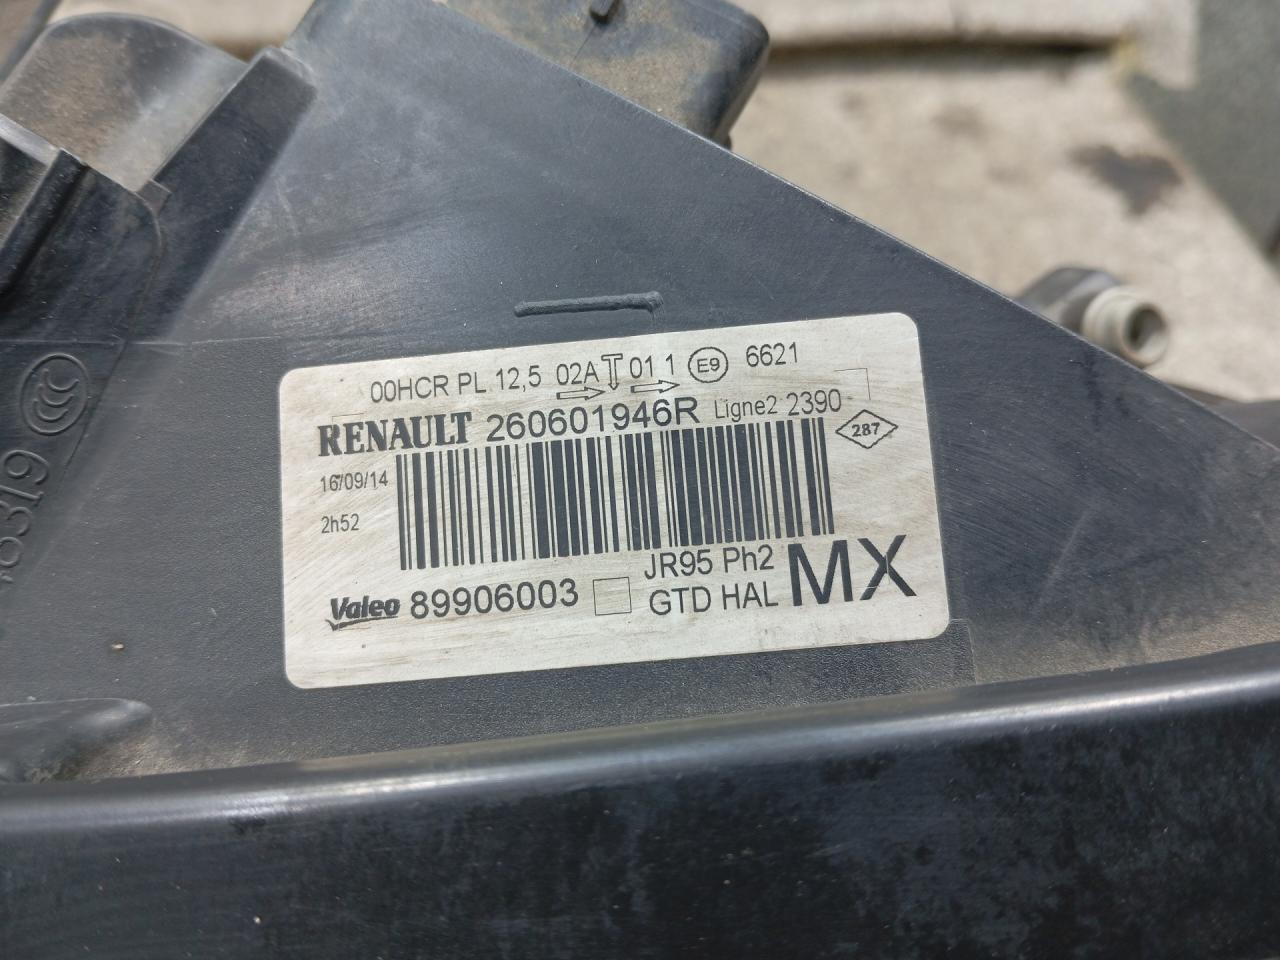 00HCR PL 12,5 02A 01 1 E9 6621
RENAULT 260601946R Ligne2 2390
287
16/09/14
2h52
JR95 Ph2 MX
Valeo 89906003 GTD HAL